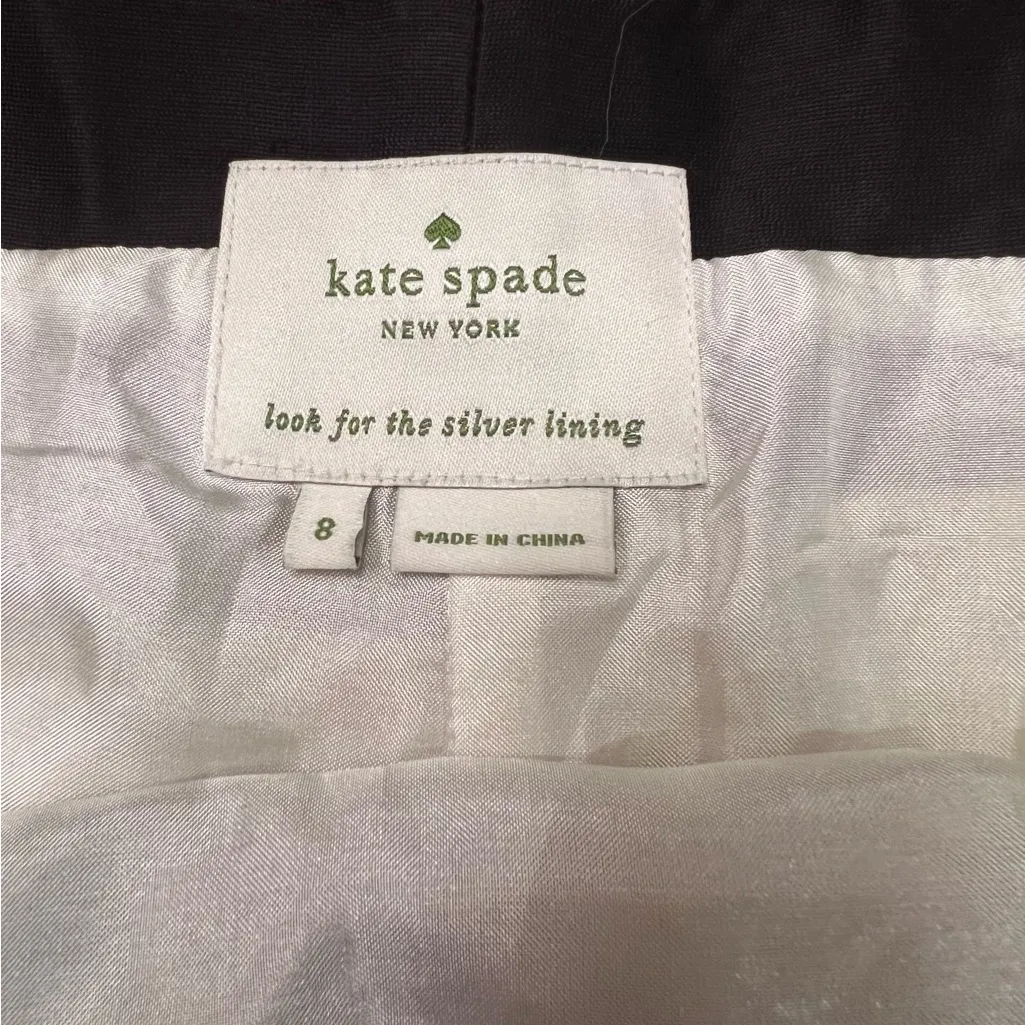 kate spade
NEW YORK
look for the silver lining
8
MADE IN CHINA